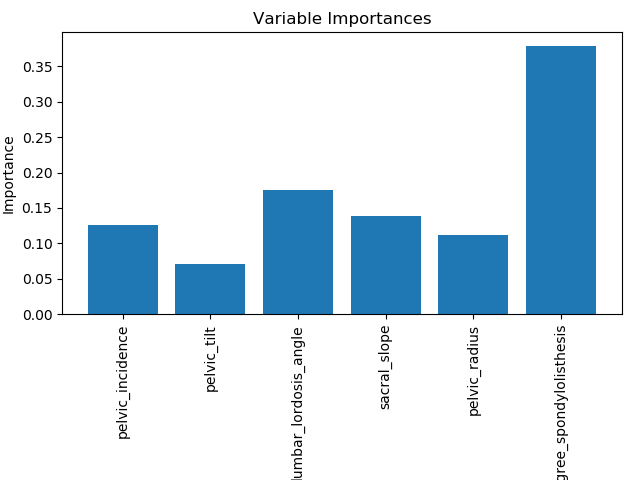 Variable Importances
Importance
0.35
0.30
0.25
0.20
0.15
0.10
0.05
0.00
pelvic_incidence
pelvic_tilt
lumbar_lordosis_angle
sacral_slope
pelvic_radius
gree_spondylolisthesis